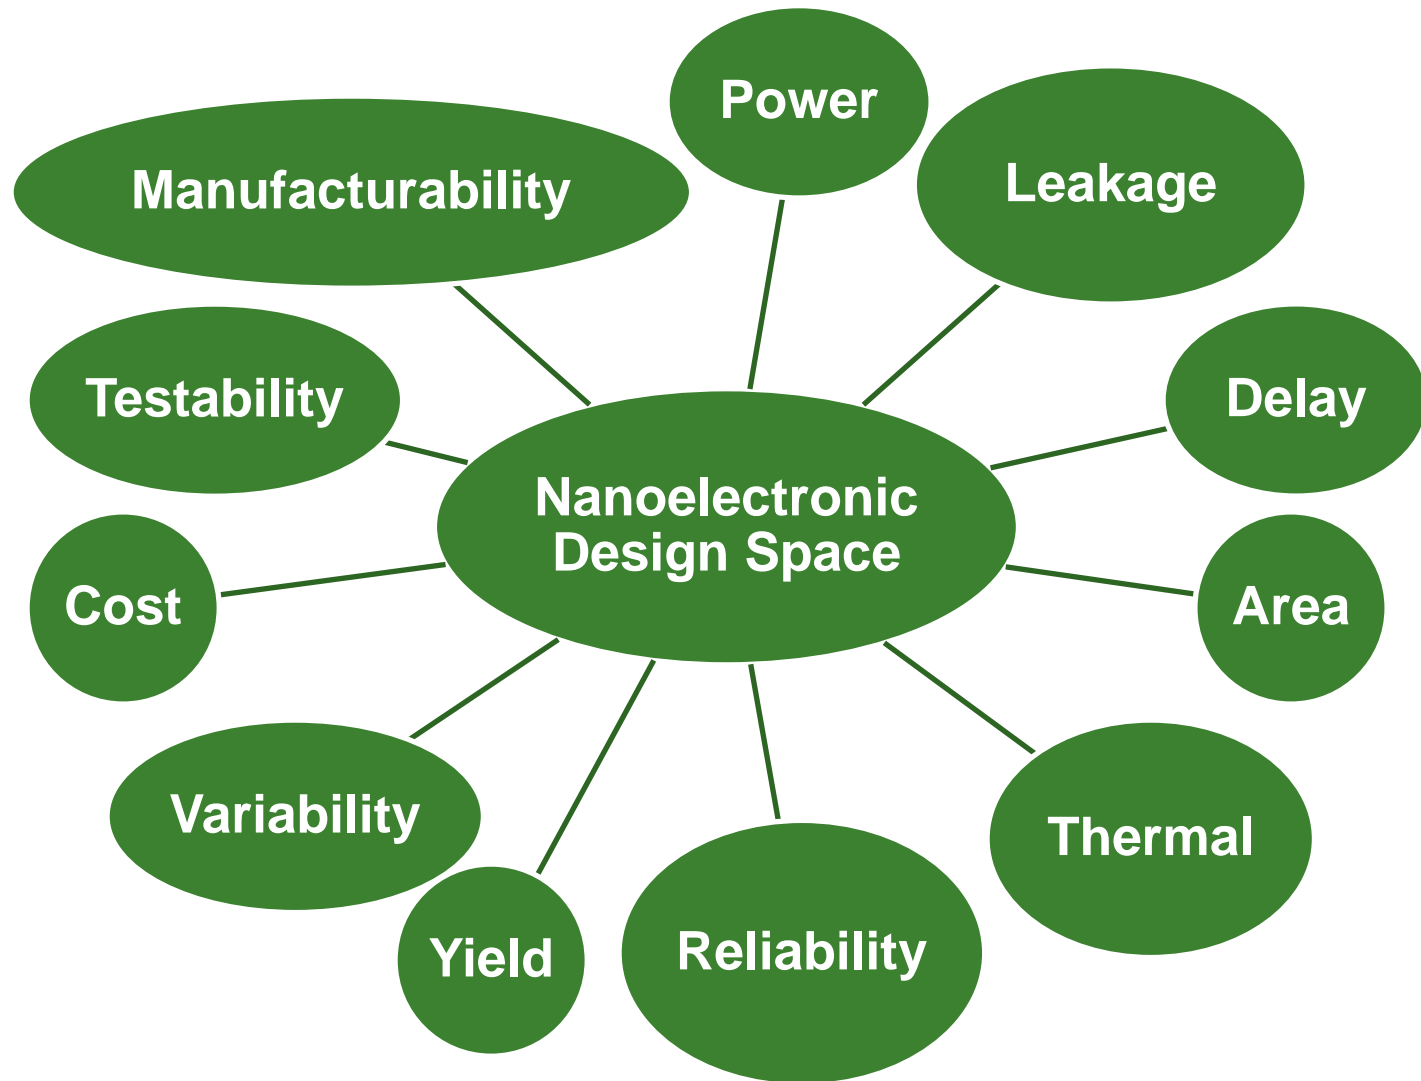 Power
Leakage
Manufacturability
Testability
Delay
Nanoelectronic
Design Space
Cost
Area
Variability
Thermal
Yield
Reliability